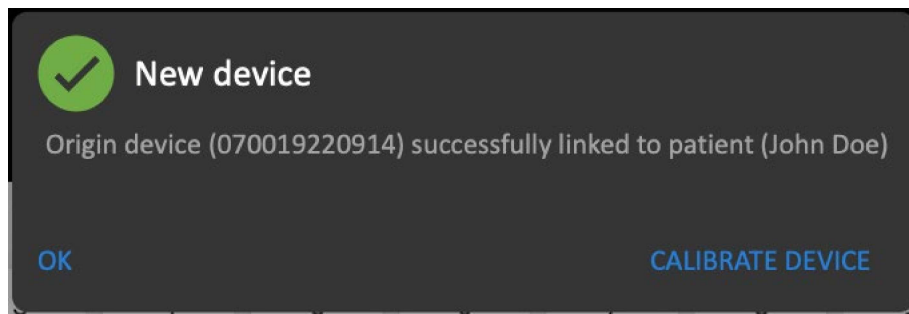 New device
Origin device (070019220914) successfully linked to patient (John Doe)
OK
CALIBRATE DEVICE